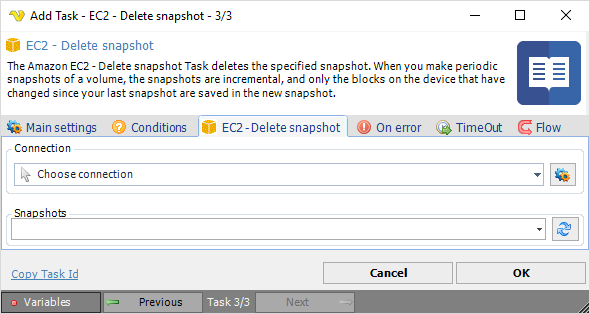 Add Task - EC2 - Delete snapshot - 3/3
EC2 - Delete snapshot
The Amazon EC2 - Delete snapshot Task deletes the specified snapshot. When you make periodic
snapshots of a volume, the snapshots are incremental, and only the blocks on the device that have
changed since your last snapshot are saved in the new snapshot.
Main settings Conditions EC2 -Delete snapshot On error TimeOut Flow
Connection
Choose connection
Snapshots
Copy Task Id Cancel OK
Variables Previous Task 3/3 Next